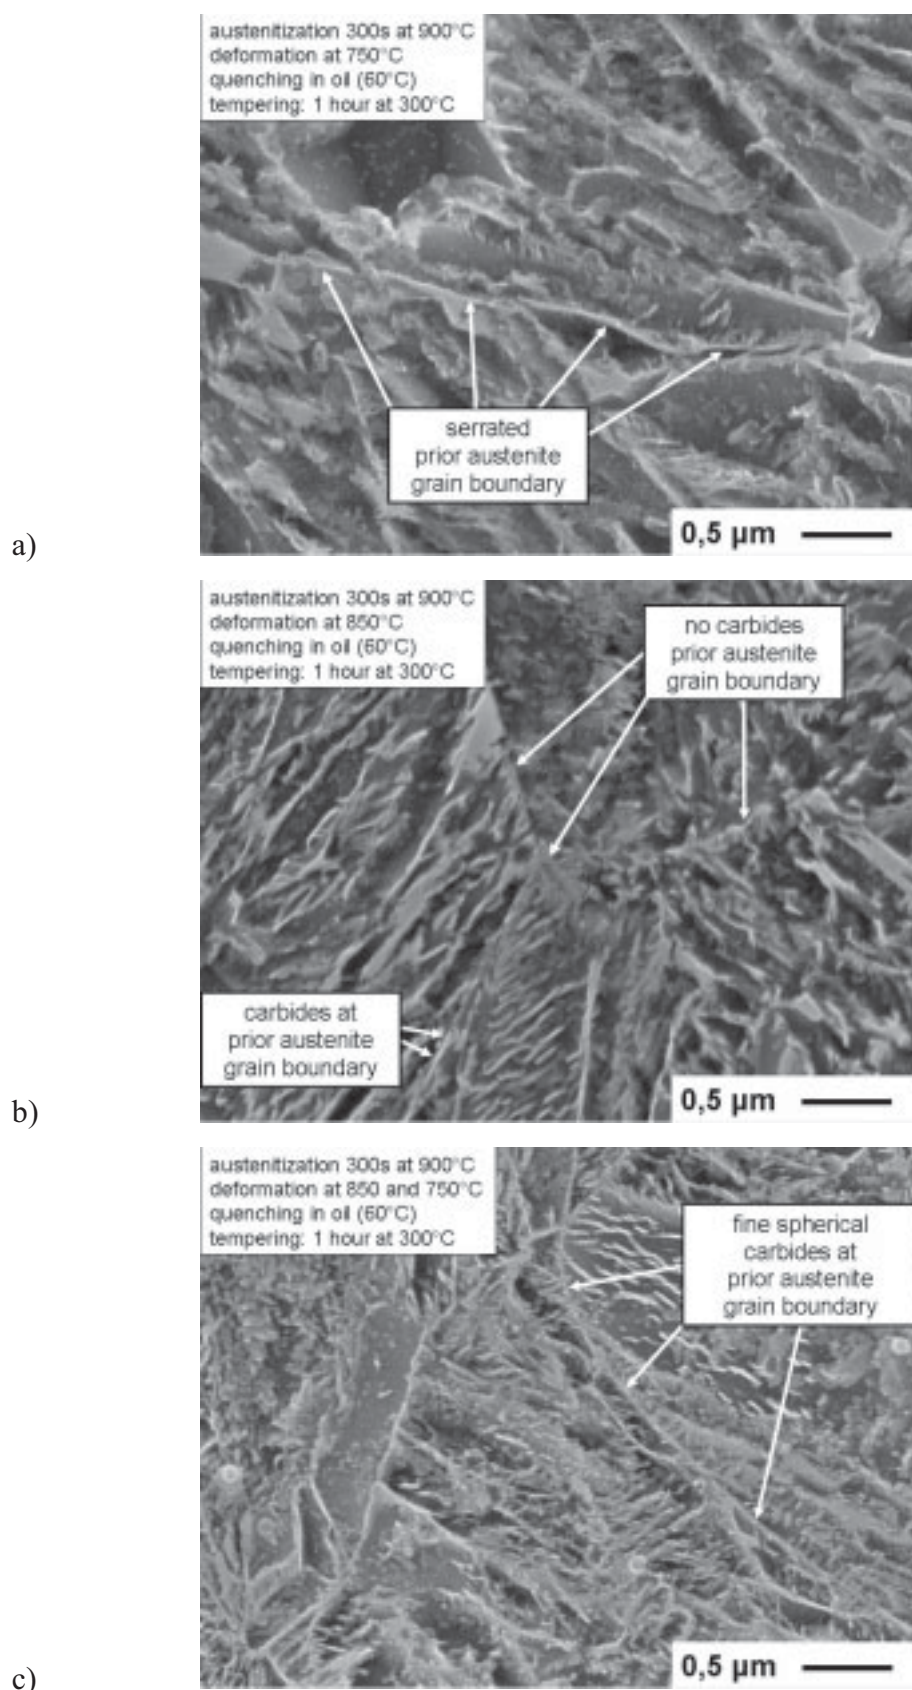 austenitization 300s at 900°C
deformation at 750°C
quenching in oil (60°C)
tempering: 1 hour at 300°C
serrated
prior austenite
grain boundary
0,5 µm
a)
austenitization 300s at 900°C
deformation at 850°C
quenching in oil (60°C)
tempering: 1 hour at 300°C
no carbides
prior austenite
grain boundary
carbides at
prior austenite
grain boundary
0,5 µm
b)
austenitization 300s at 900°C
deformation at 850 and 750°C
quenching in oil (60°C)
tempering: 1 hour at 300°C
fine spherical
carbides at
prior austenite
grain boundary
0,5 µm
c)